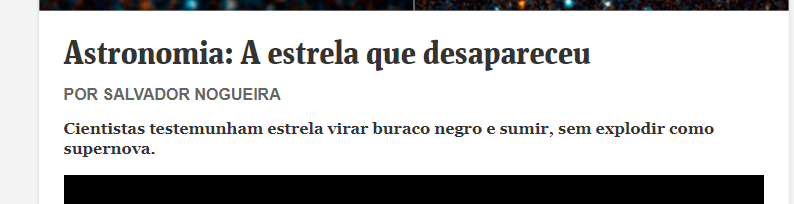 Astronomia: A estrela que desapareceu
POR SALVADOR NOGUEIRA
Cientistas testemunham estrela virar buraco negro e sumir, sem explodir como
supernova.